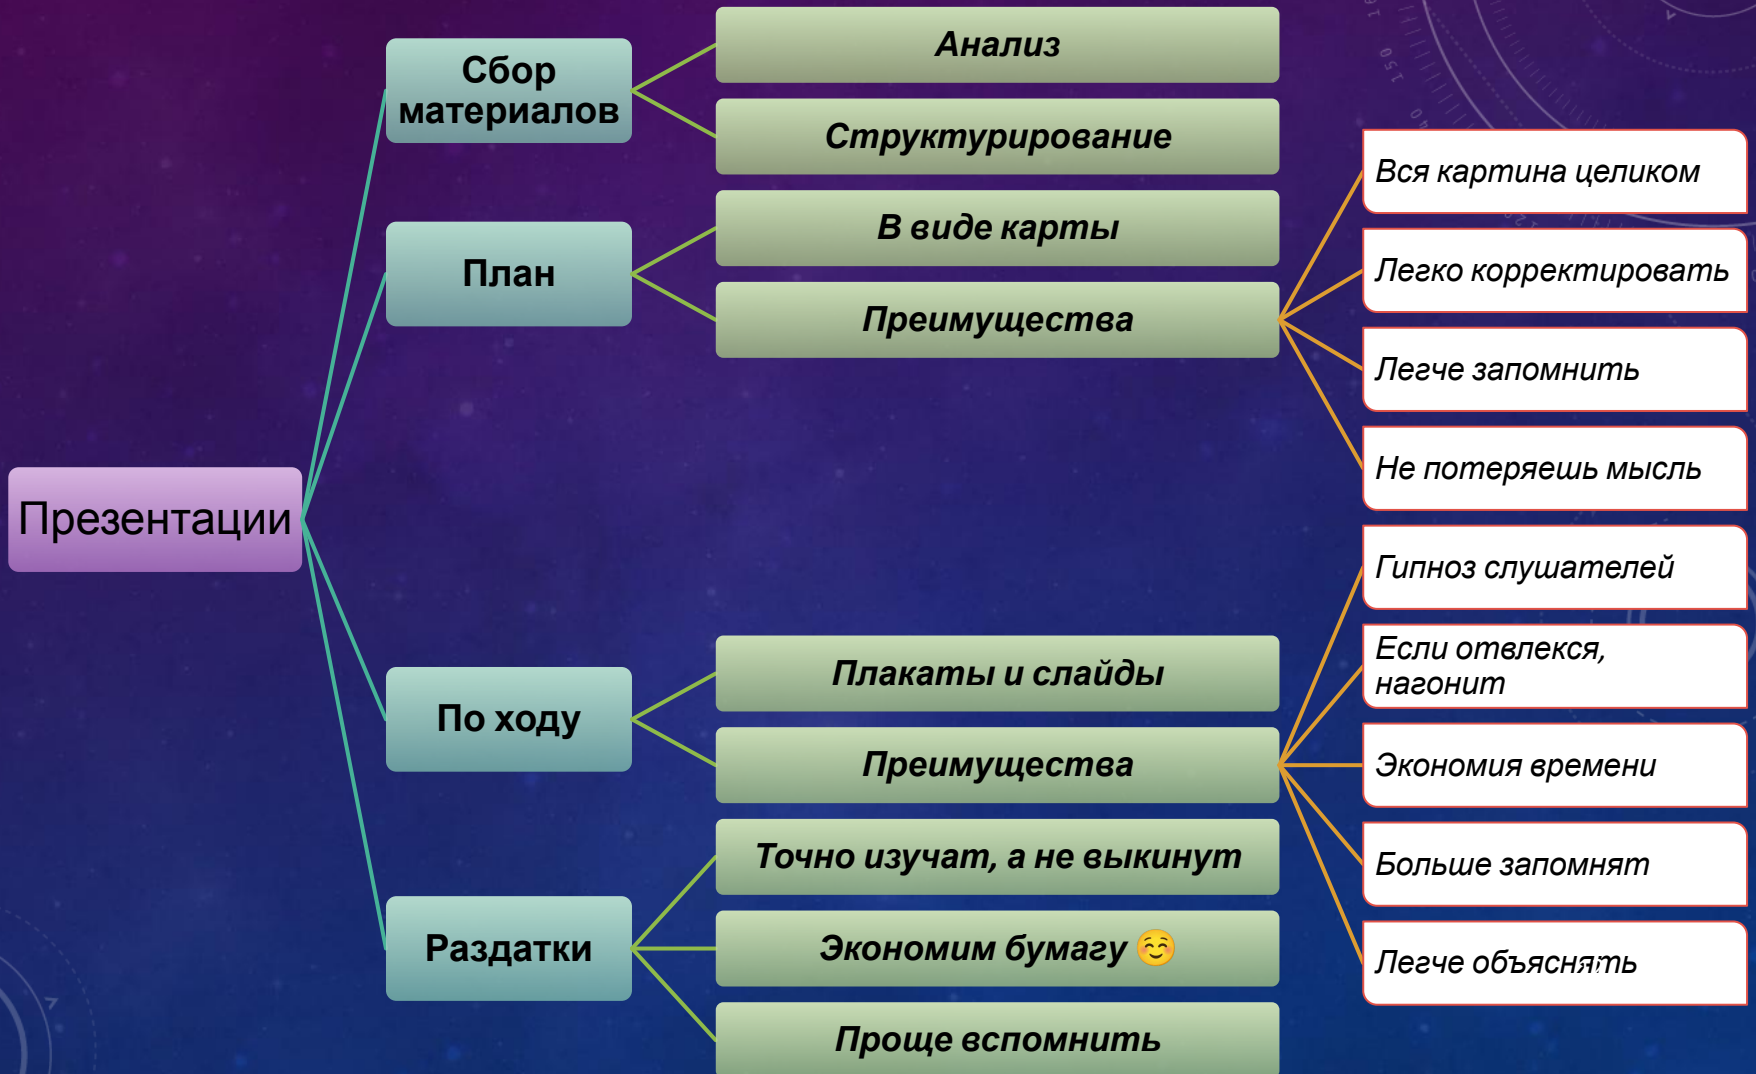 Презентации
Сбор
материалов
Анализ
Структурирование
План
В виде карты
Преимущества
Вся картина целиком
Легко корректировать
Легче запомнить
Не потеряешь мысль
По ходу
Плакаты и слайды
Преимущества
Гипноз слушателей
Если отвлекся,
нагонит
Экономия времени
Больше запомнят
Легче объяснять
Раздатки
Точно изучат, а не выкинут
Экономим бумагу ☺️
Проще вспомнить
150